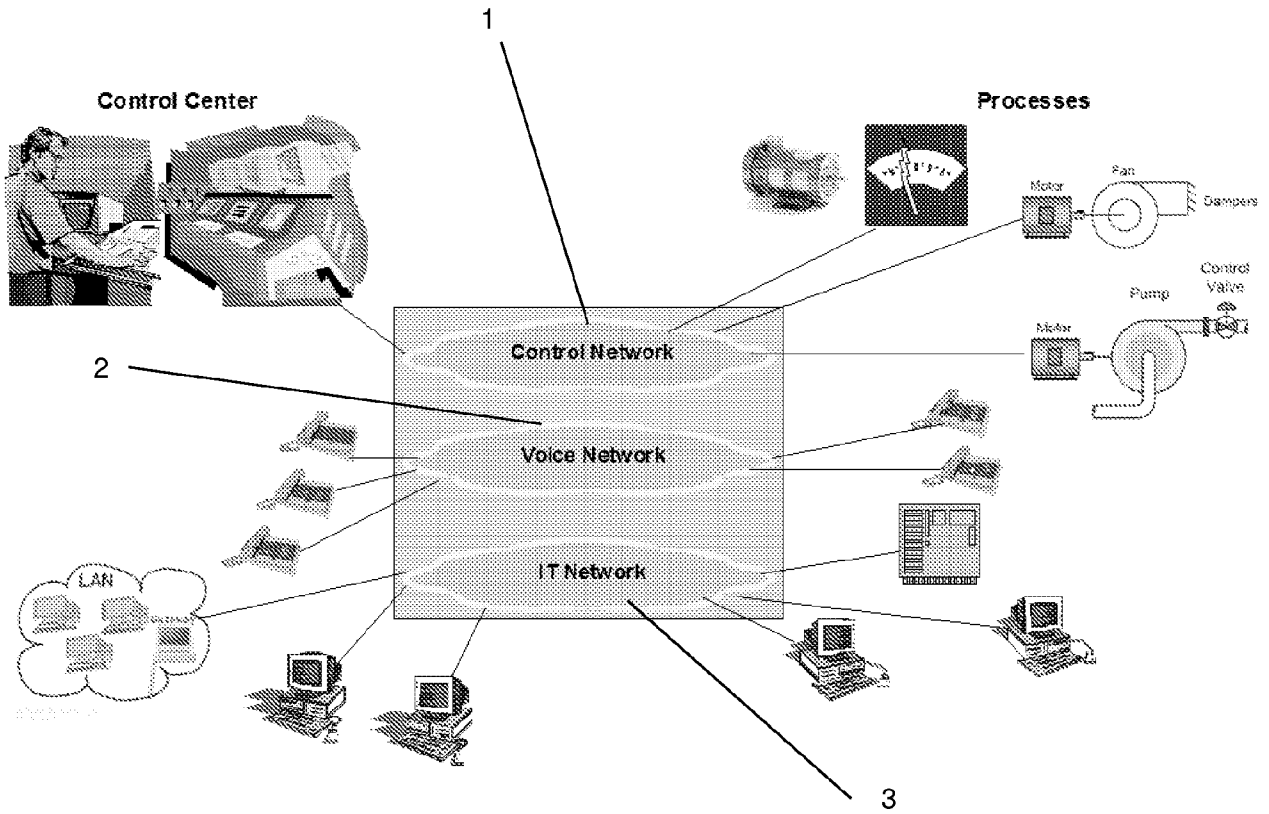 1
Control Center
Processes
Fan
Motor
Dampers
Control
Valve
Pump
Motor
Control Network
2
Voice Network
LAN
IT Network
3